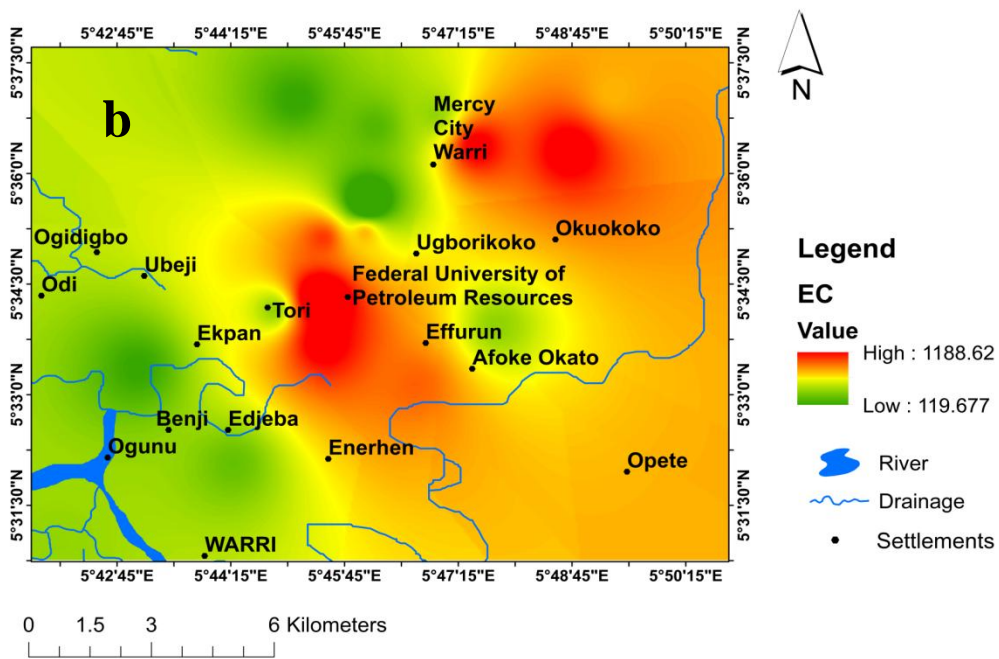 5°42'45"E 5°44'15"E 5°45'45"E 5°47'15"E 5°48'45"E 5°50'15"E
5°37'30"N
5°37'30"N
b
N
Mercy
City
Warri
5°36'0"N
5°36'0"N
Ogidigbo
Ugborikoko
Okuokoko
Ubeji
Federal University of
Petroleum Resources
Odi
5°34'30"N
5°34'30"N
Tori
Ekpan
Effurun
Afoke Okato
5°33'0"N
5°33'0"N
Benji
Edjeba
Ogunu
Enerhen
Opete
5°31'30"N
5°31'30"N
WARRI
5°42'45"E 5°44'15"E 5°45'45"E 5°47'15"E 5°48'45"E 5°50'15"E
0 1.5 3 6 Kilometers
Legend
EC
Value
High : 1188.62
Low : 119.677
River
Drainage
Settlements